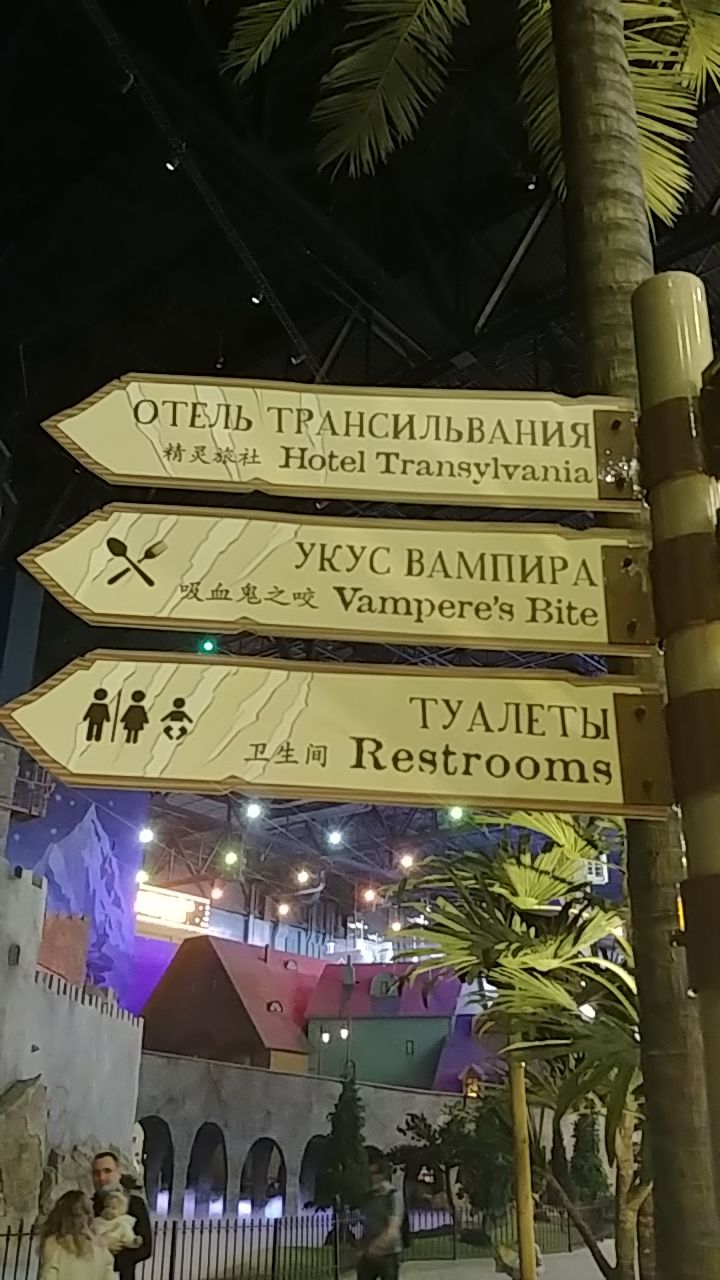 ОТЕЛЬ ТРАНСИЛЬВАНИЯ
精灵旅社 Hotel Transylvania
УКУС ВАМПИРА
吸血鬼之咬 Vampere's Bite
ТУАЛЕТЫ
卫生间 Restrooms